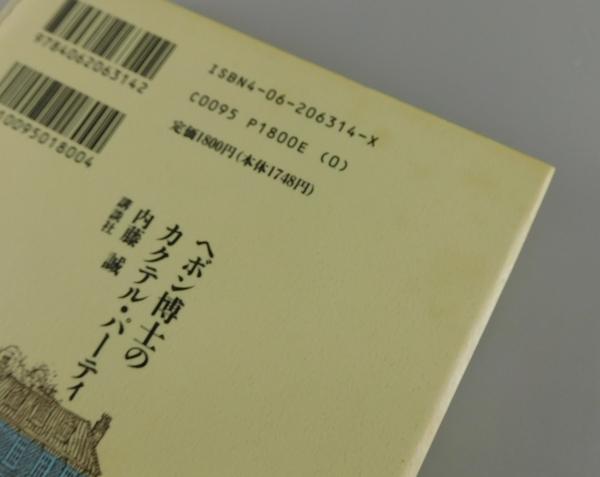 9784062063142
ISBN4-06-206314-X
C0095 P1800E (0)
定価1800円(本体1748円)
0095018004
ヘボン博士の
カクテル・パーティ
内藤 誠
講談社